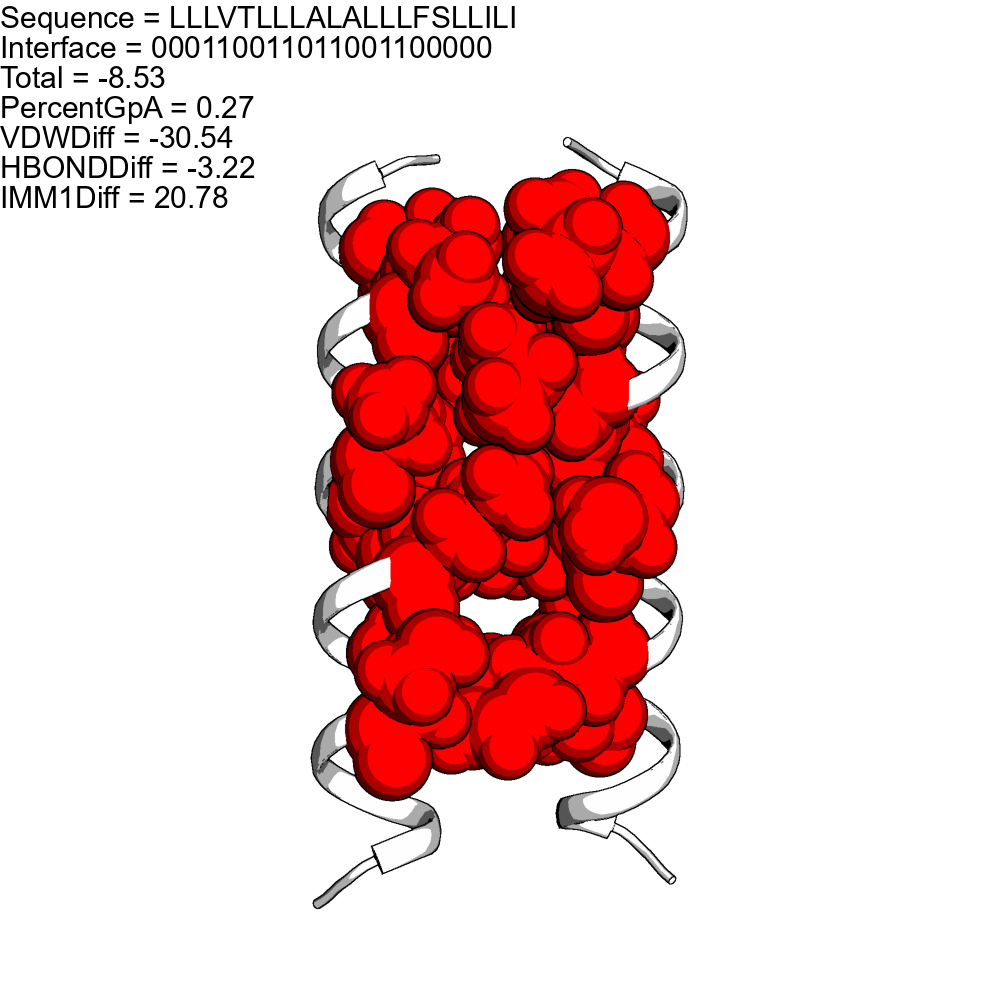 Sequence = LLLVTLLLALALLLFSLLILI
Interface = 000110011011001100000
Total = -8.53
PercentGpA = 0.27
VDWDiff = -30.54
HBONDDiff = -3.22
IMM1Diff = 20.78